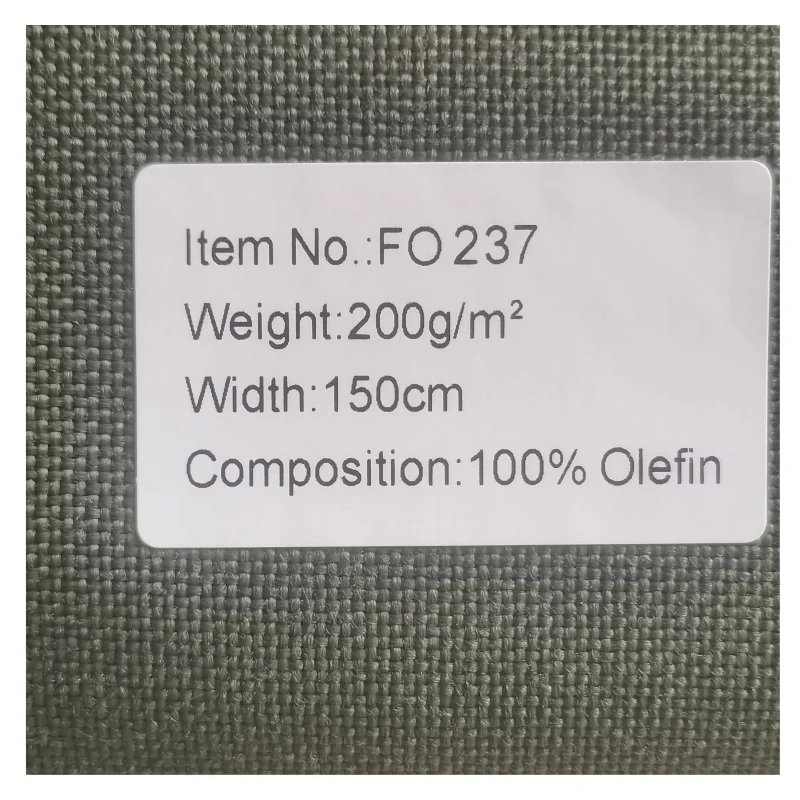 Item No.:FO 237
Weight:200g/m²
Width:150cm
Composition:100% Olefin